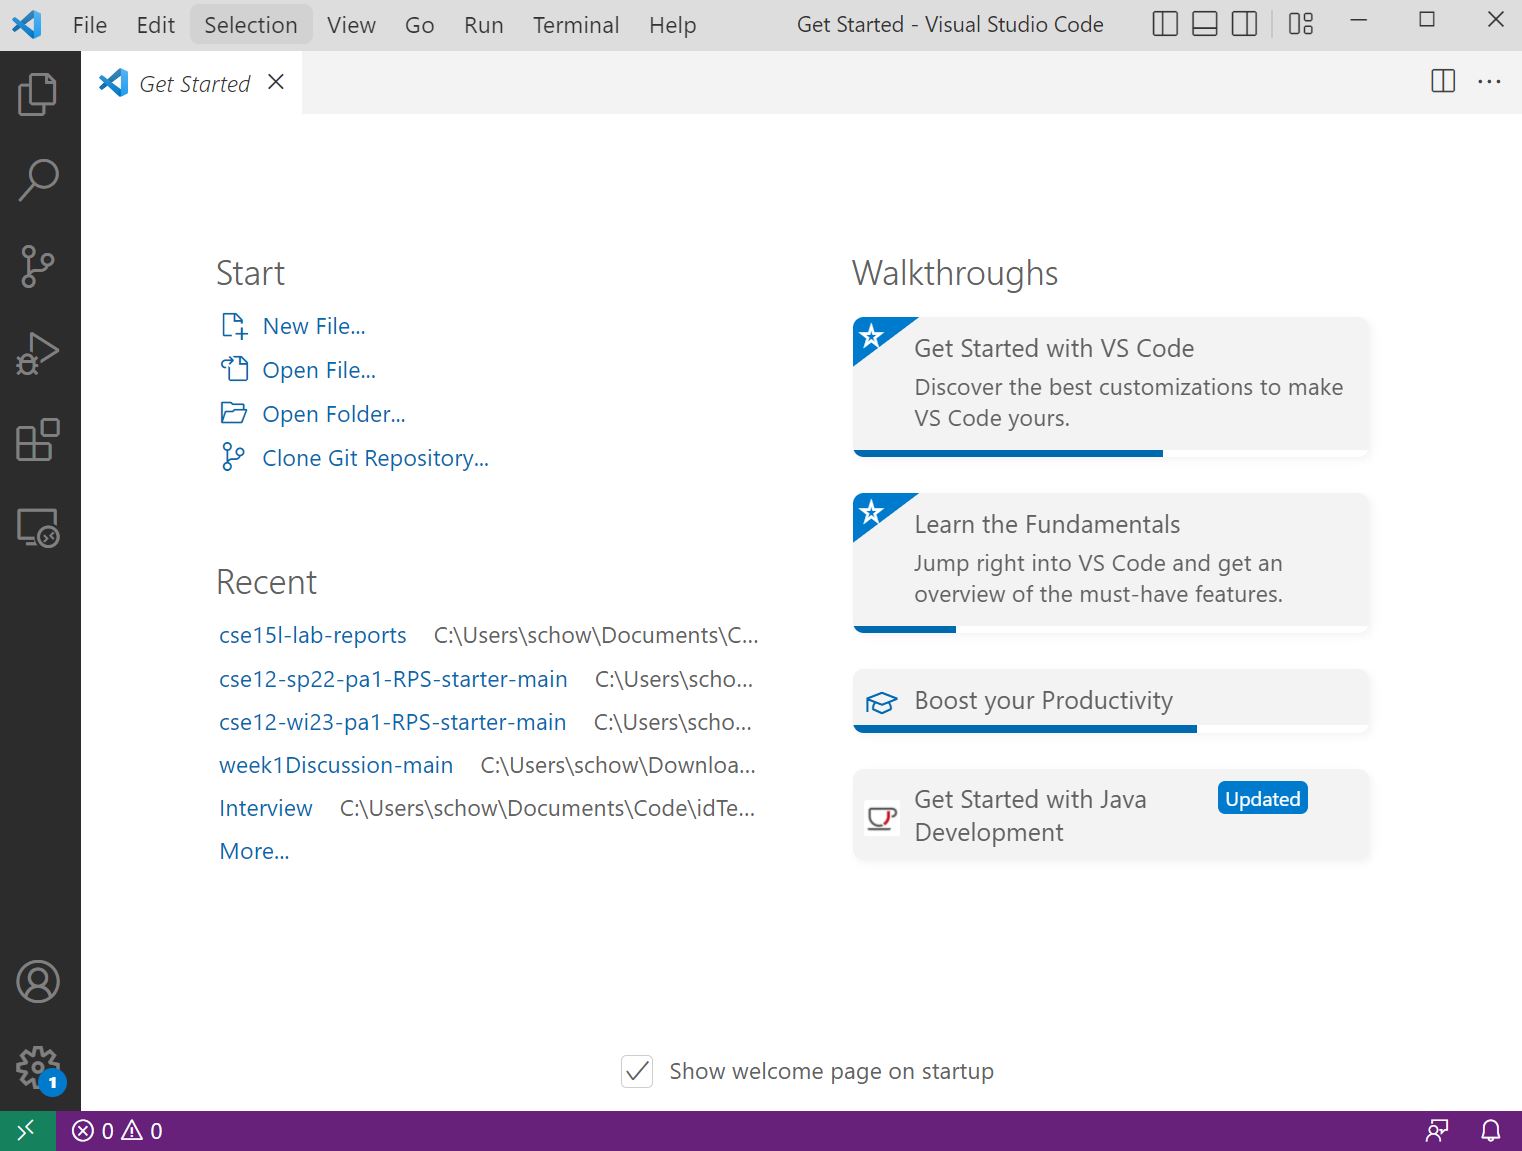 File Edit Selection View Go Run Terminal Help Get Started - Visual Studio Code
Get Started
Start
New File...
Open File...
Open Folder...
Clone Git Repository...
Recent
cse15l-lab-reports C:\Users\schow\Documents\C...
cse12-sp22-pa1-RPS-starter-main C:\Users\scho...
cse12-wi23-pa1-RPS-starter-main C:\Users\scho...
week1Discussion-main C:\Users\schow\Downloa...
Interview C:\Users\schow\Documents\Code\idTe...
More...
Walkthroughs
Get Started with VS Code
Discover the best customizations to make
VS Code yours.
Learn the Fundamentals
Jump right into VS Code and get an
overview of the must-have features.
Boost your Productivity
Get Started with Java
Development
Updated
Show welcome page on startup
1
0 0